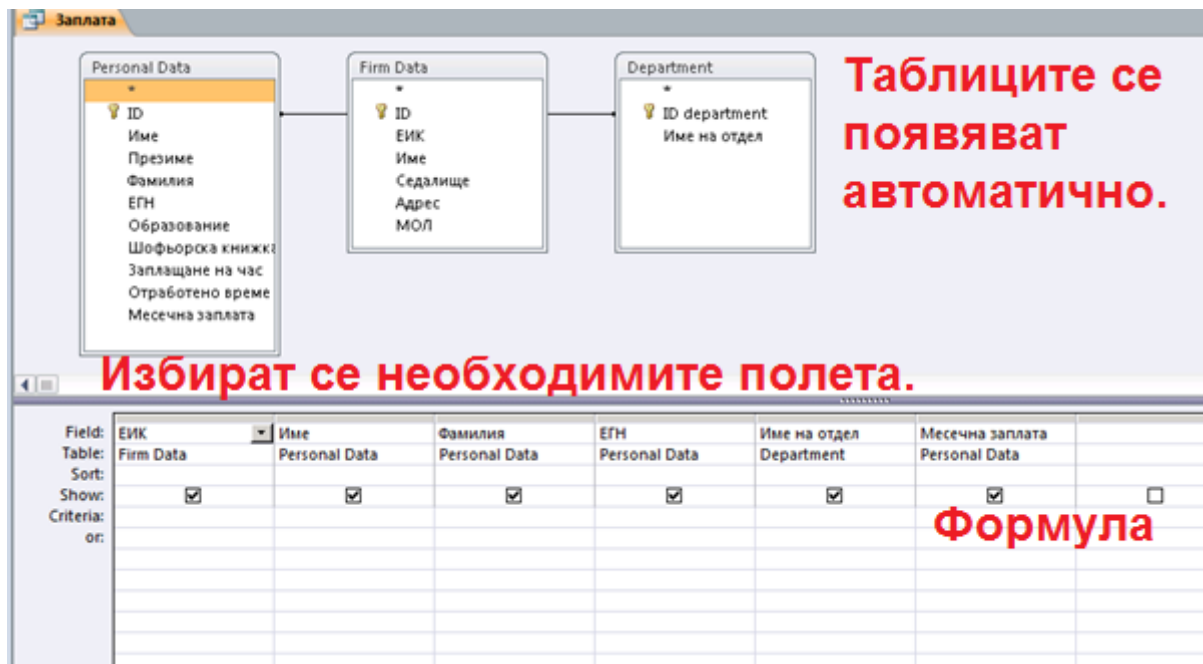 Заплата
Personal Data
*
ID
Име
Презиме
Фамилия
ЕГН
Образование
Шофьорска книжка
Заплащане на час
Отработено време
Месечна заплата
Firm Data
*
ID
ЕИК
Име
Седалище
Адрес
МОЛ
Department
*
ID department
Име на отдел
Таблиците се
появяват
автоматично.
Избират се необходимите полета.
Field: ЕИК Име Фамилия ЕГН Име на отдел Месечна заплата
Table: Firm Data Personal Data Personal Data Personal Data Department Personal Data
Sort:
Show:
Criteria:
or:
Формула